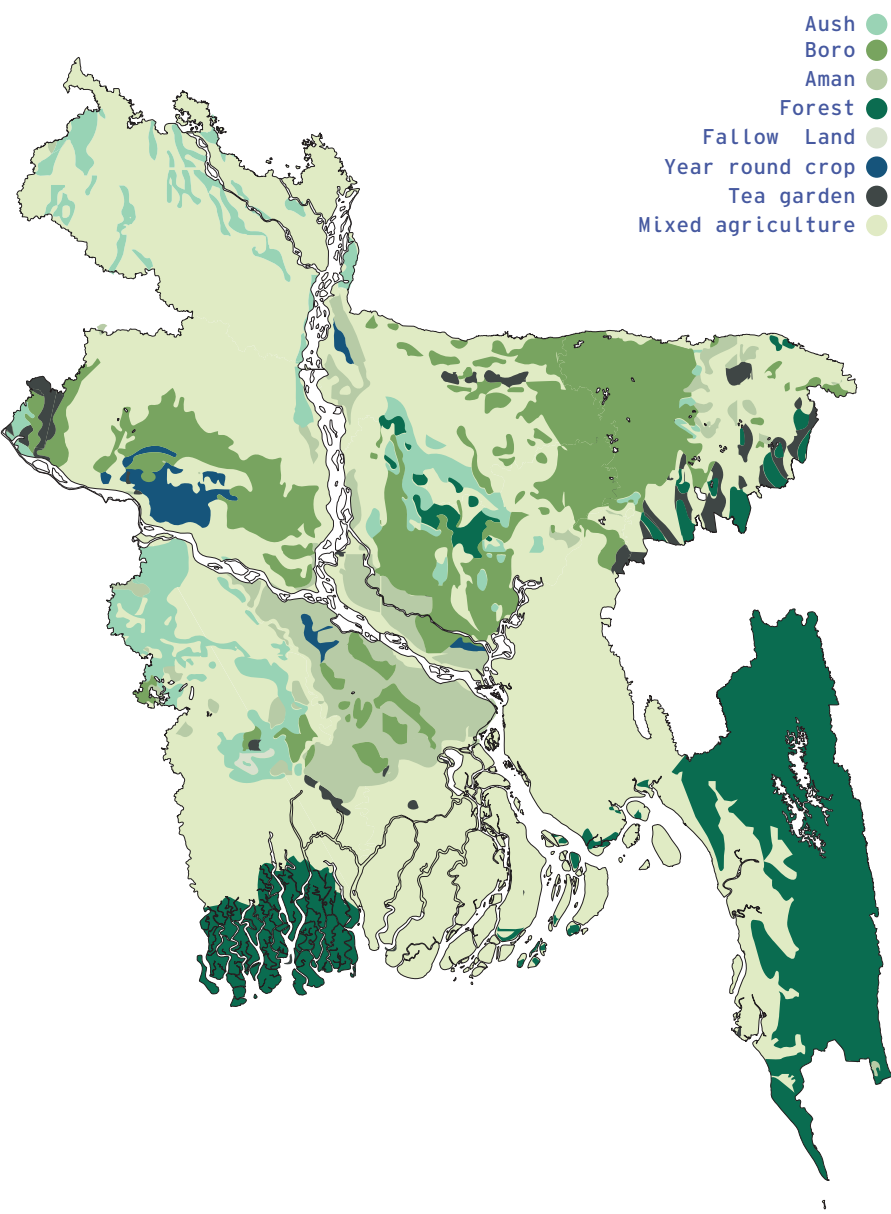 Aush
Boro
Aman
Forest
Fallow Land
Year round crop
Tea garden
Mixed agriculture